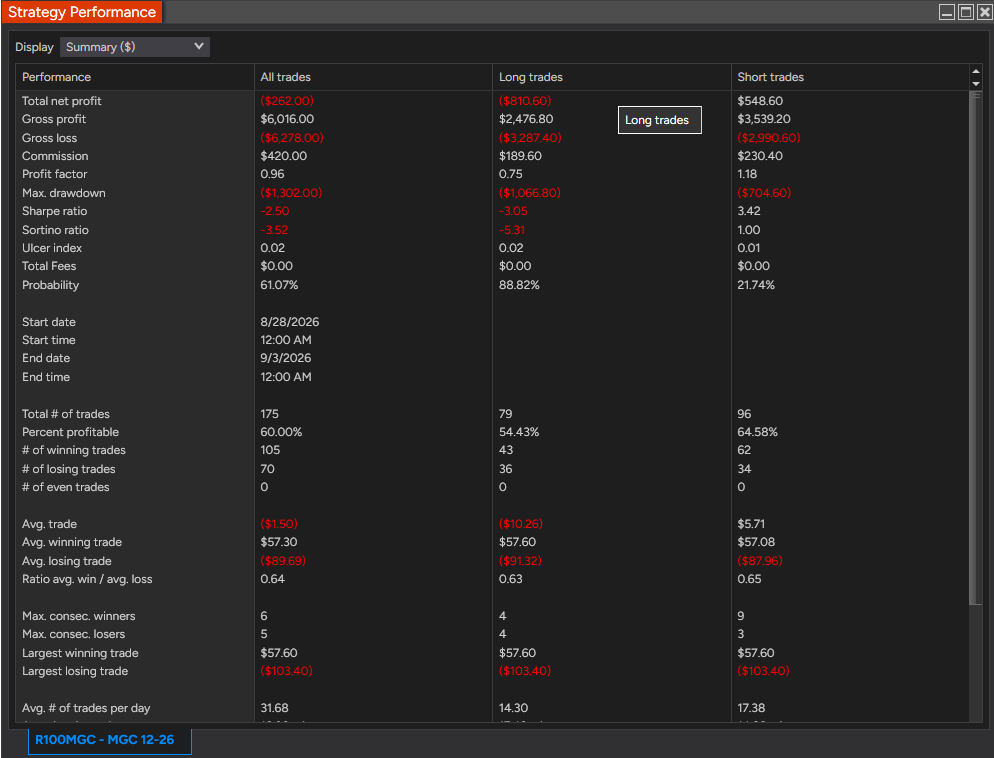 Strategy Performance
Display Summary ($)
Performance All trades Long trades Short trades
Total net profit ($262.00) ($810.60) $548.60
Gross profit $6,016.00 $2,476.80 $3,539.20
Long trades
Gross loss ($6,278.00) ($3,287.40) ($2,990.60)
Commission $420.00 $189.60 $230.40
Profit factor 0.96 0.75 1.18
Max. drawdown ($1,302.00) ($1,066.80) ($704.60)
Sharpe ratio -2.50 -3.05 3.42
Sortino ratio -3.52 -5.31 1.00
Ulcer index 0.02 0.02 0.01
Total Fees $0.00 $0.00 $0.00
Probability 61.07% 88.82% 21.74%
Start date 8/28/2026
Start time 12:00 AM
End date 9/3/2026
End time 12:00 AM
Total # of trades 175 79 96
Percent profitable 60.00% 54.43% 64.58%
# of winning trades 105 43 62
# of losing trades 70 36 34
# of even trades 0 0 0
Avg. trade ($1.50) ($10.26) $5.71
Avg. winning trade $57.30 $57.60 $57.08
Avg. losing trade ($89.69) ($91.32) ($87.96)
Ratio avg. win / avg. loss 0.64 0.63 0.65
Max. consec. winners 6 4 9
Max. consec. losers 5 4 3
Largest winning trade $57.60 $57.60 $57.60
Largest losing trade ($103.40) ($103.40) ($103.40)
Avg. # of trades per day 31.68 14.30 17.38
R100MGC - MGC 12-26